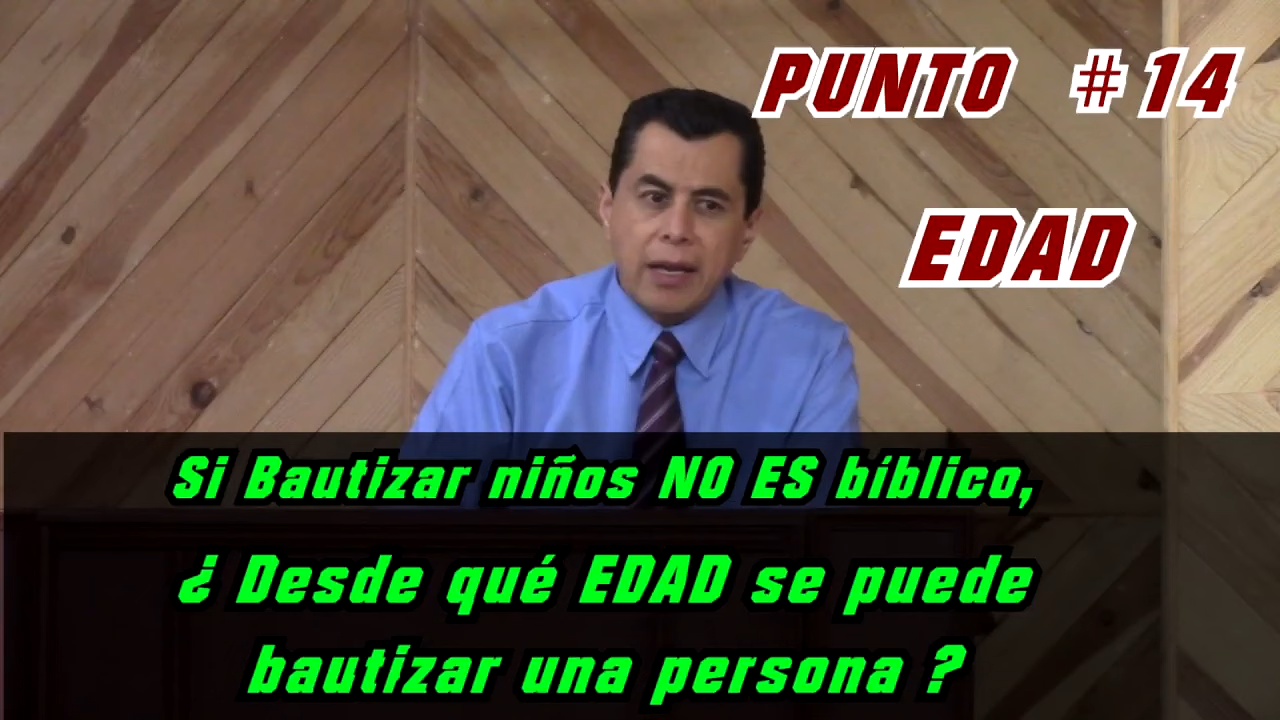 PUNTO #14
EDAD
Si Bautizar niños NO ES bíblico,
¿ Desde qué EDAD se puede
bautizar una persona ?